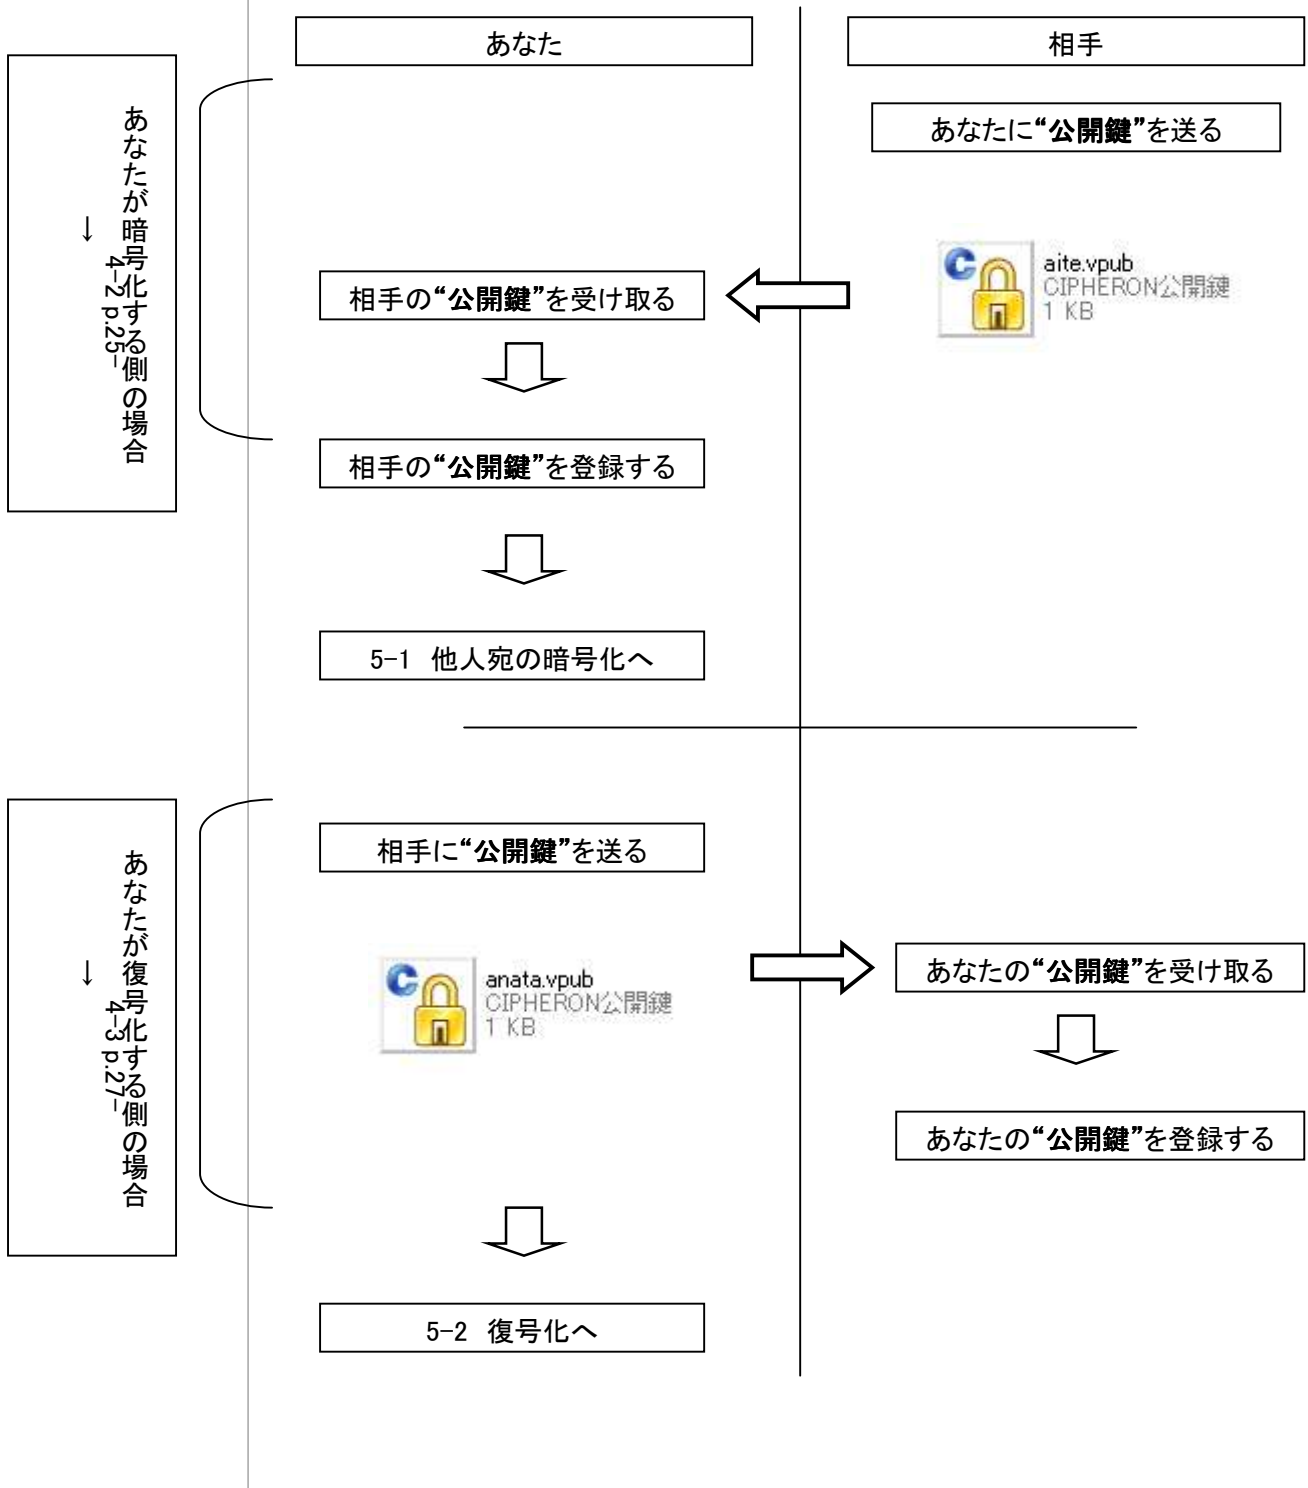 あなた
相手
あなたが暗号化する側の場合
→ 4-2 p.25-
あなたに“公開鍵”を送る
aite.vpub
CIPHERON公開鍵
1 KB
相手の“公開鍵”を受け取る
相手の“公開鍵”を登録する
5-1 他人宛の暗号化へ
あなたが復号化する側の場合
→ 4-3 p.27-
相手に“公開鍵”を送る
anata.vpub
CIPHERON公開鍵
1 KB
あなたの“公開鍵”を受け取る
あなたの“公開鍵”を登録する
5-2 復号化へ